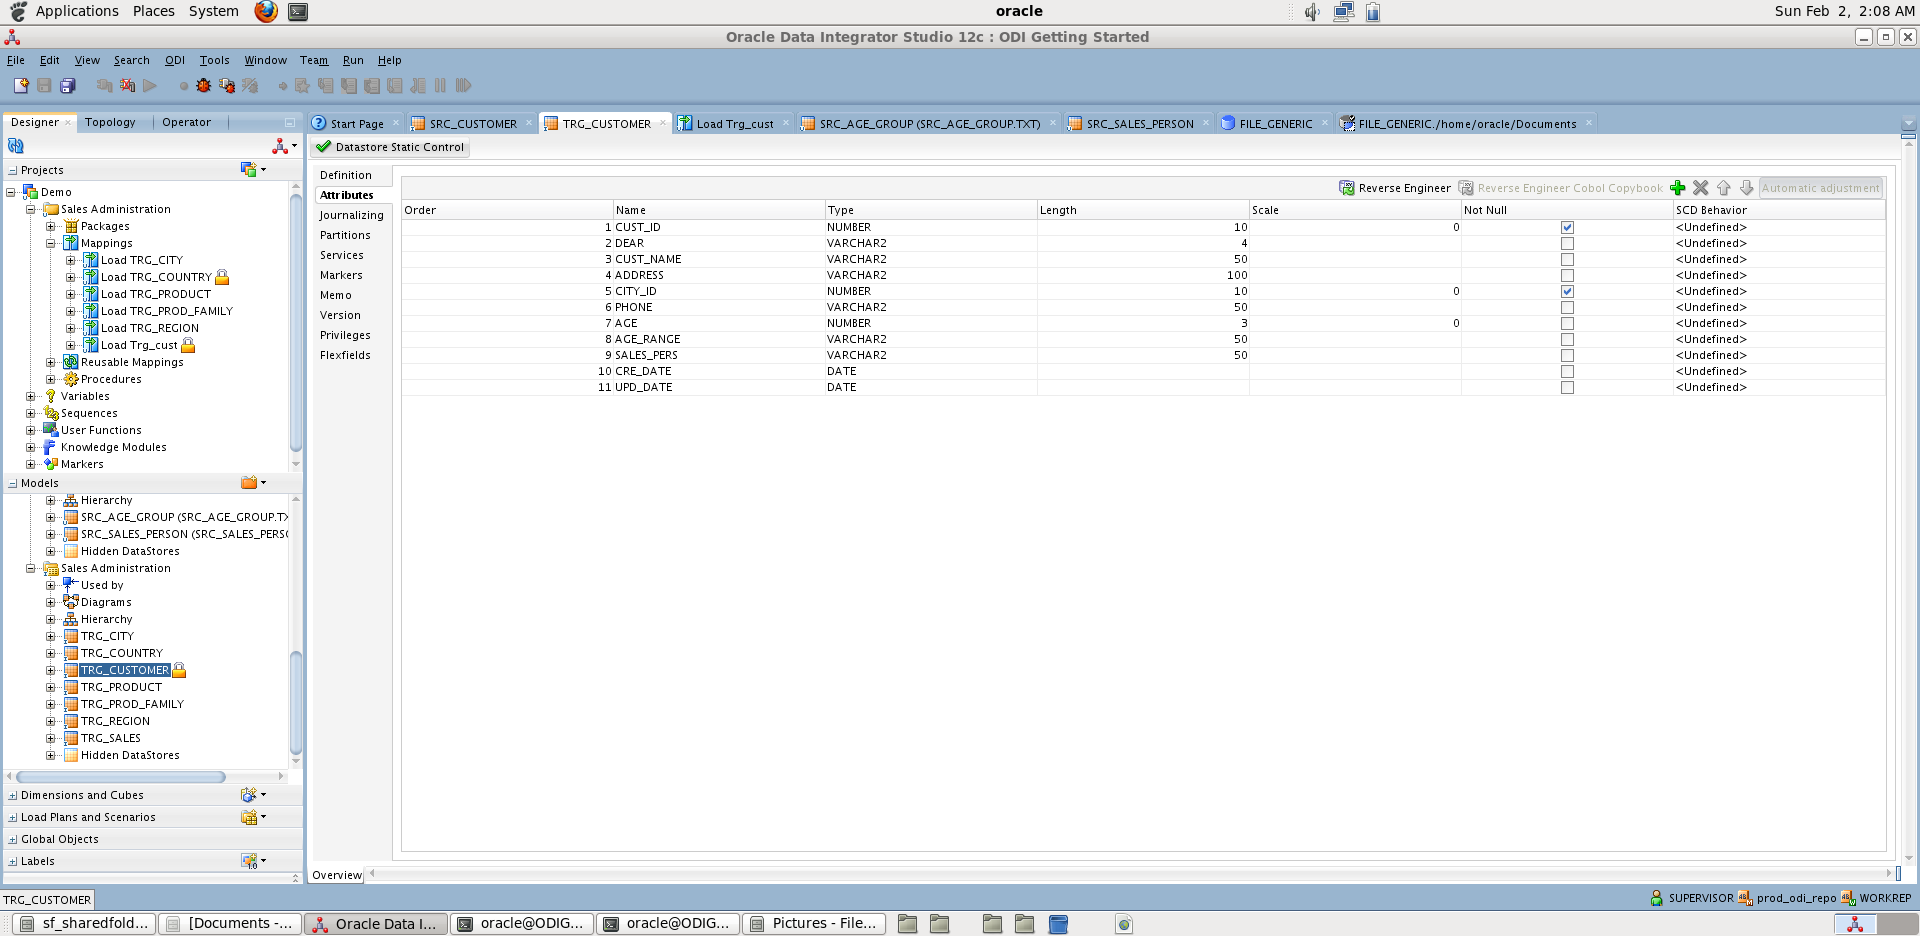 Applications Places System
oracle
Sun Feb 2, 2:08 AM
Oracle Data Integrator Studio 12c : ODI Getting Started
File Edit View Search ODI Tools Window Team Run Help
Designer Topology Operator
Start Page SRC_CUSTOMER TRG_CUSTOMER Load Trg_cust SRC_AGE_GROUP (SRC_AGE_GROUP.TXT) SRC_SALES_PERSON FILE_GENERIC FILE_GENERIC./home/oracle/Documents
Datastore Static Control
Projects
Demo
Sales Administration
Packages
Mappings
Load TRG_CITY
Load TRG_COUNTRY
Load TRG_PRODUCT
Load TRG_PROD_FAMILY
Load TRG_REGION
Load Trg_cust
Reusable Mappings
Procedures
Variables
Sequences
User Functions
Knowledge Modules
Markers
Models
Hierarchy
SRC_AGE_GROUP (SRC_AGE_GROUP.TX
SRC_SALES_PERSON (SRC_SALES_PERSO
Hidden DataStores
Sales Administration
Used by
Diagrams
Hierarchy
TRG_CITY
TRG_COUNTRY
TRG_CUSTOMER
TRG_PRODUCT
TRG_PROD_FAMILY
TRG_REGION
TRG_SALES
Hidden DataStores
Dimensions and Cubes
Load Plans and Scenarios
Global Objects
Labels
Definition
Attributes
Journalizing
Partitions
Services
Markers
Memo
Version
Privileges
Flexfields
Reverse Engineer Reverse Engineer Cobol Copybook Automatic adjustment
Order Name Type Length Scale Not Null SCD Behavior
1 CUST_ID NUMBER 10 0 <Undefined>
2 DEAR VARCHAR2 4 <Undefined>
3 CUST_NAME VARCHAR2 50 <Undefined>
4 ADDRESS VARCHAR2 100 <Undefined>
5 CITY_ID NUMBER 10 0 <Undefined>
6 PHONE VARCHAR2 50 <Undefined>
7 AGE NUMBER 3 0 <Undefined>
8 AGE_RANGE VARCHAR2 50 <Undefined>
9 SALES_PERS VARCHAR2 50 <Undefined>
10 CRE_DATE DATE <Undefined>
11 UPD_DATE DATE <Undefined>
Overview
TRG_CUSTOMER
SUPERVISOR prod_odi_repo WORKREP
sf_sharedfold... [Documents -... Oracle Data I... oracle@ODIG... oracle@ODIG... Pictures - File...